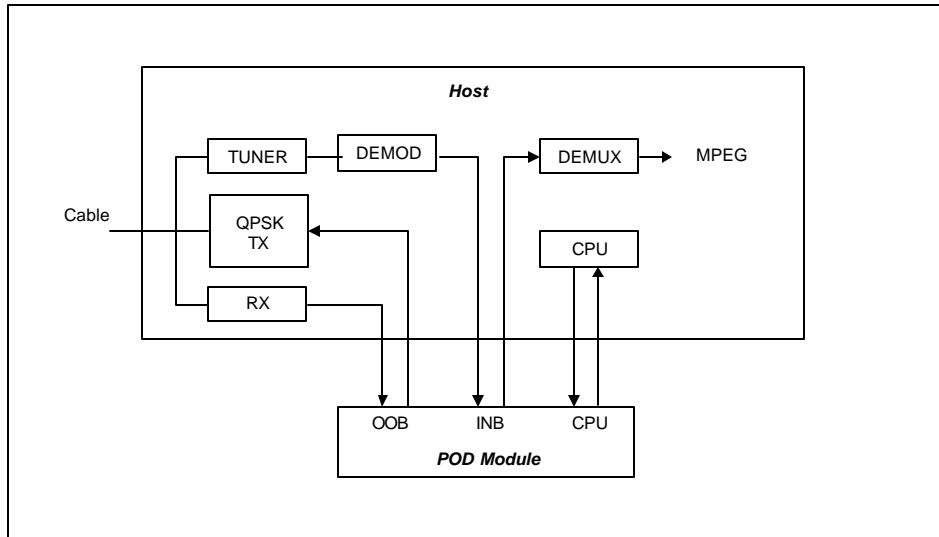 Host
TUNER
DEMOD
DEMUX
MPEG
Cable
QPSK
TX
CPU
RX
OOB
INB
CPU
POD Module